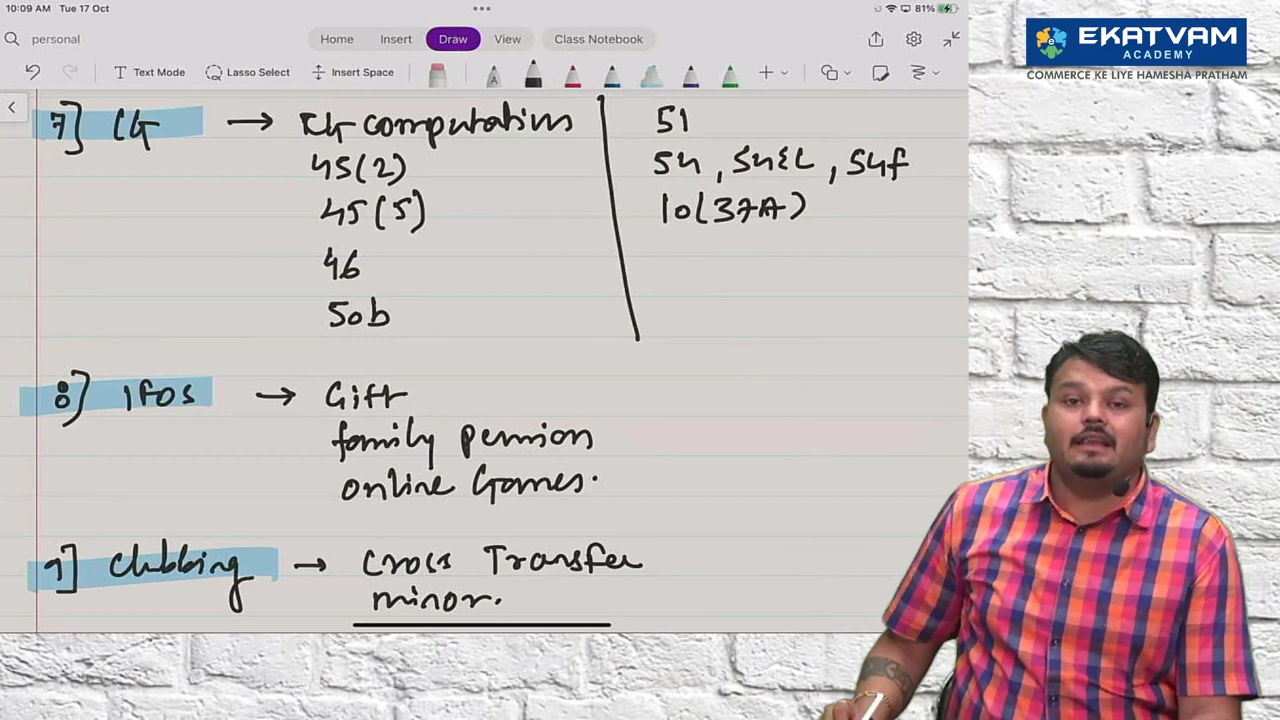 10:09 AM Tue 17 Oct
81%
personal
Home Insert Draw View Class Notebook
Text Mode Lasso Select Insert Space
EKATVAM
ACADEMY
COMMERCE KE LIYE HAMESHA PRATHAM
7] CG → CG computation 51
45(2) 54, 54EC, 54f
45(5) 10(37A)
46
50b
8] IFOS → Gift
family pension
online Games.
9] Clubbing → Cross Transfer
minor.